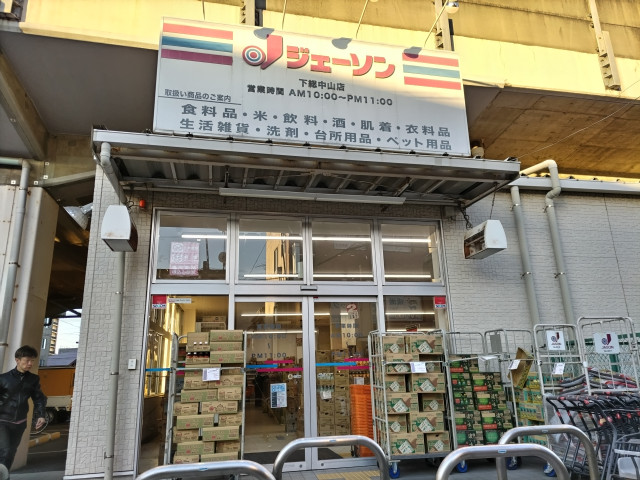 ジェーソン
下総中山店
営業時間 AM10:00〜PM11:00
取扱い商品のご案内
食料品・米・飲料・酒・肌着・衣料品
生活雑貨・洗剤・台所用品・ペット用品
PM11:00